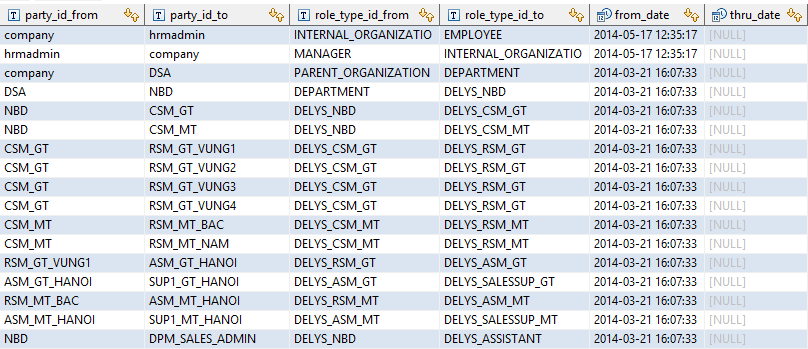 party_id_from party_id_to role_type_id_from role_type_id_to from_date thru_date
company hrmadmin INTERNAL_ORGANIZATIO EMPLOYEE 2014-05-17 12:35:17 [NULL]
hrmadmin company MANAGER INTERNAL_ORGANIZATIO 2014-05-17 12:35:17 [NULL]
company DSA PARENT_ORGANIZATION DEPARTMENT 2014-03-21 16:07:33 [NULL]
DSA NBD DEPARTMENT DELYS_NBD 2014-03-21 16:07:33 [NULL]
NBD CSM_GT DELYS_NBD DELYS_CSM_GT 2014-03-21 16:07:33 [NULL]
NBD CSM_MT DELYS_NBD DELYS_CSM_MT 2014-03-21 16:07:33 [NULL]
CSM_GT RSM_GT_VUNG1 DELYS_CSM_GT DELYS_RSM_GT 2014-03-21 16:07:33 [NULL]
CSM_GT RSM_GT_VUNG2 DELYS_CSM_GT DELYS_RSM_GT 2014-03-21 16:07:33 [NULL]
CSM_GT RSM_GT_VUNG3 DELYS_CSM_GT DELYS_RSM_GT 2014-03-21 16:07:33 [NULL]
CSM_GT RSM_GT_VUNG4 DELYS_CSM_GT DELYS_RSM_GT 2014-03-21 16:07:33 [NULL]
CSM_MT RSM_MT_BAC DELYS_CSM_MT DELYS_RSM_MT 2014-03-21 16:07:33 [NULL]
CSM_MT RSM_MT_NAM DELYS_CSM_MT DELYS_RSM_MT 2014-03-21 16:07:33 [NULL]
RSM_GT_VUNG1 ASM_GT_HANOI DELYS_RSM_GT DELYS_ASM_GT 2014-03-21 16:07:33 [NULL]
ASM_GT_HANOI SUP1_GT_HANOI DELYS_ASM_GT DELYS_SALESSUP_GT 2014-03-21 16:07:33 [NULL]
RSM_MT_BAC ASM_MT_HANOI DELYS_RSM_MT DELYS_ASM_MT 2014-03-21 16:07:33 [NULL]
ASM_MT_HANOI SUP1_MT_HANOI DELYS_ASM_MT DELYS_SALESSUP_MT 2014-03-21 16:07:33 [NULL]
NBD DPM_SALES_ADMIN DELYS_NBD DELYS_ASSISTANT 2014-03-21 16:07:33 [NULL]